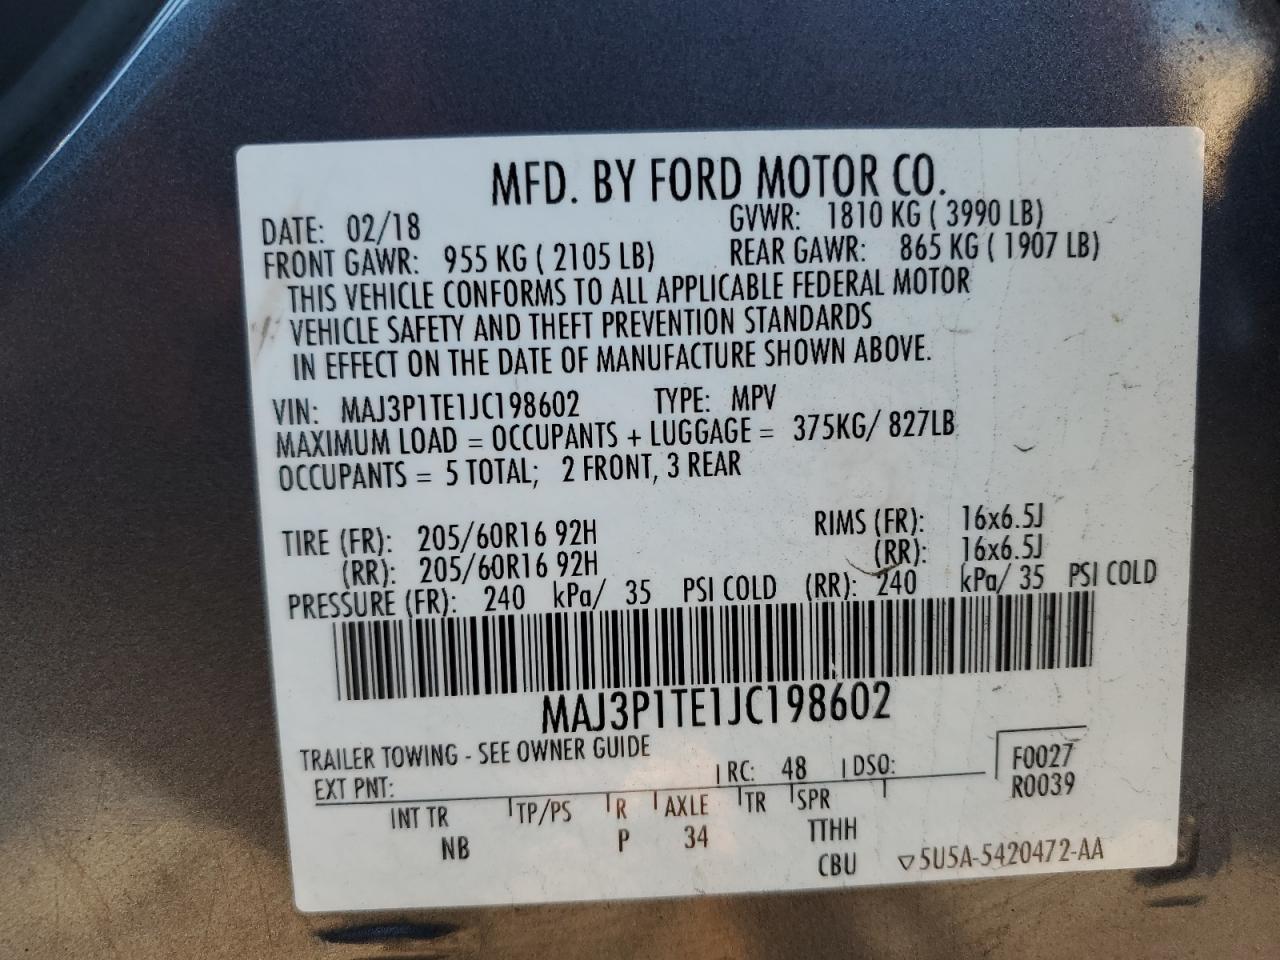 MFD. BY FORD MOTOR CO.
DATE: 02/18 GVWR: 1810 KG ( 3990 LB)
FRONT GAWR: 955 KG ( 2105 LB) REAR GAWR: 865 KG ( 1907 LB)
THIS VEHICLE CONFORMS TO ALL APPLICABLE FEDERAL MOTOR
VEHICLE SAFETY AND THEFT PREVENTION STANDARDS
IN EFFECT ON THE DATE OF MANUFACTURE SHOWN ABOVE.
VIN: MAJ3P1TE1JC198602 TYPE: MPV
MAXIMUM LOAD = OCCUPANTS + LUGGAGE = 375KG/ 827LB
OCCUPANTS = 5 TOTAL; 2 FRONT, 3 REAR
TIRE (FR): 205/60R16 92H RIMS (FR): 16x6.5J
(RR): 205/60R16 92H (RR): 16x6.5J
PRESSURE (FR): 240 kPa/ 35 PSI COLD (RR): 240 kPa/ 35 PSI COLD
MAJ3P1TE1JC198602
TRAILER TOWING - SEE OWNER GUIDE
EXT PNT: RC: 48 DSO: F0027
R0039
INT TR TP/PS R AXLE TR SPR
NB P 34 TTHH
CBU 5U5A-5420472-AA